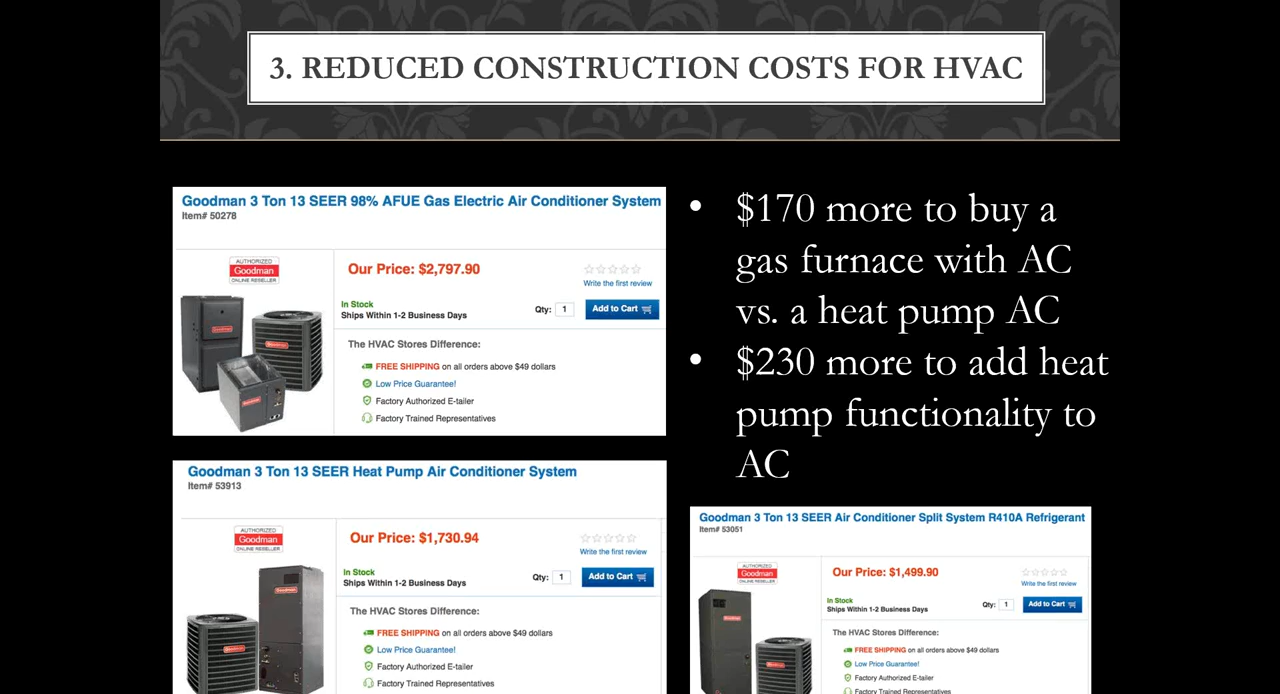 3. REDUCED CONSTRUCTION COSTS FOR HVAC
Goodman 3 Ton 13 SEER 98% AFUE Gas Electric Air Conditioner System
Item# 50278
AUTHORIZED
Goodman
ONLINE RESELLER
Our Price: $2,797.90
Write the first review
In Stock
Ships Within 1-2 Business Days
Qty: 1
Add to Cart
The HVAC Stores Difference:
FREE SHIPPING on all orders above $49 dollars
Low Price Guarantee!
Factory Authorized E-tailer
Factory Trained Representatives
Goodman 3 Ton 13 SEER Heat Pump Air Conditioner System
Item# 53913
AUTHORIZED
Goodman
ONLINE RESELLER
Our Price: $1,730.94
Write the first review
In Stock
Ships Within 1-2 Business Days
Qty: 1
Add to Cart
The HVAC Stores Difference:
FREE SHIPPING on all orders above $49 dollars
Low Price Guarantee!
Factory Authorized E-tailer
Factory Trained Representatives
• $170 more to buy a
gas furnace with AC
vs. a heat pump AC
• $230 more to add heat
pump functionality to
AC
Goodman 3 Ton 13 SEER Air Conditioner Split System R410A Refrigerant
Item# 53051
AUTHORIZED
Goodman
ONLINE RESELLER
Our Price: $1,499.90
Write the first review
In Stock
Ships Within 1-2 Business Days
Qty: 1
Add to Cart
The HVAC Stores Difference:
FREE SHIPPING on all orders above $49 dollars
Low Price Guarantee!
Factory Authorized E-tailer
Factory Trained Representatives